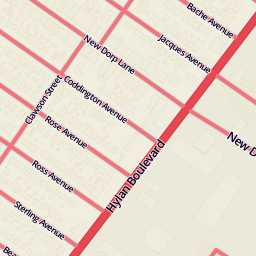 Bache Avenue
Jacques Avenue
New Dorp Lane
Coddington Avenue
Clawson Street
Rose Avenue
New D
Hylan Boulevard
Ross Avenue
Sterling Avenue
Bea